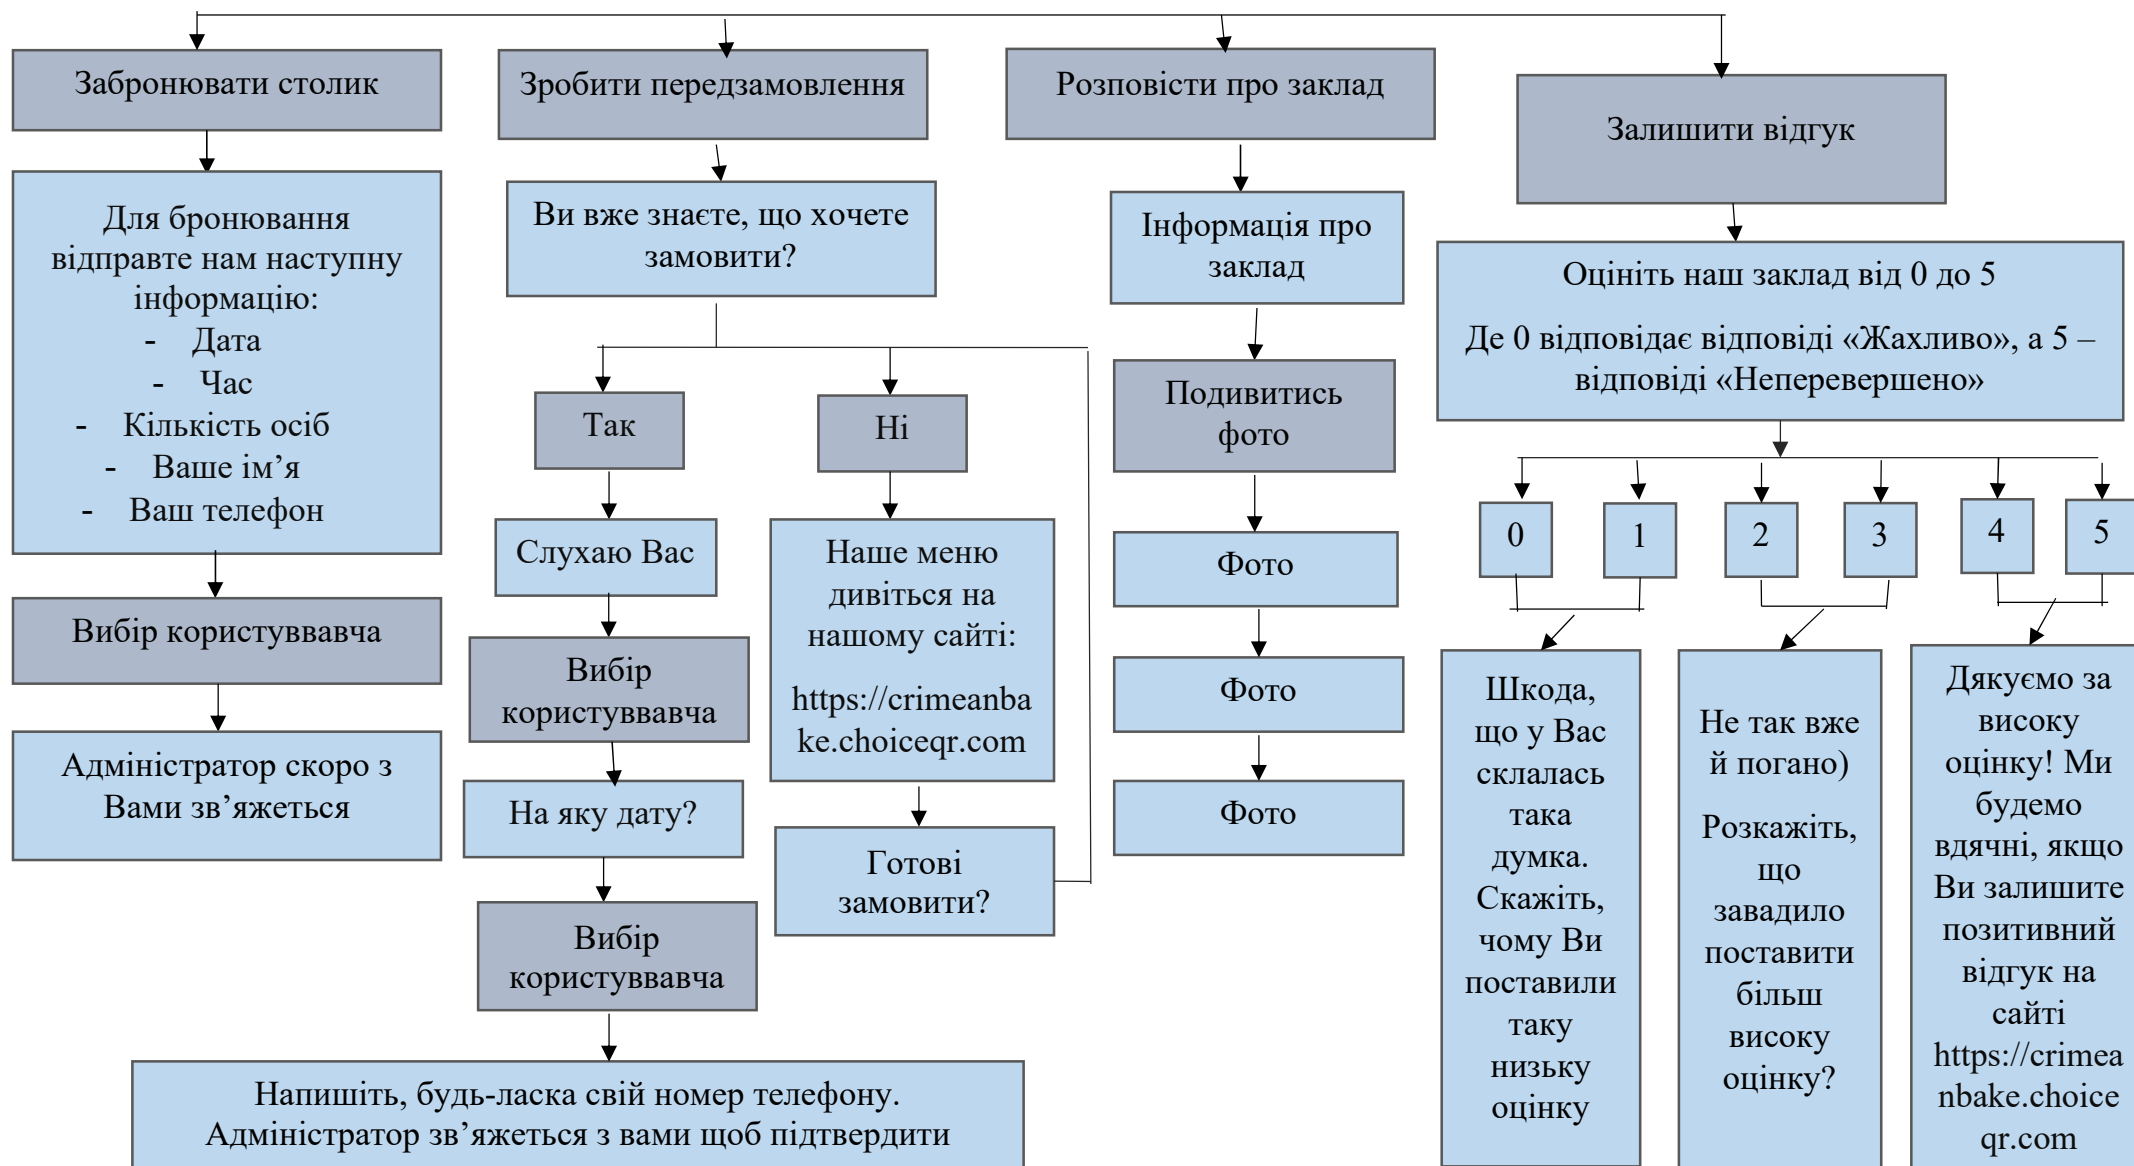 Забронювати столик
Для бронювання
відправте нам наступну
інформацію:
- Дата
- Час
- Кількість осіб
- Ваше ім’я
- Ваш телефон
Вибір користуввавча
Адміністратор скоро з
Вами зв’яжеться
Зробити передзамовлення
Ви вже знаєте, що хочете
замовити?
Так
Слухаю Вас
Вибір
користуввавча
На яку дату?
Вибір
користуввавча
Напишіть, будь-ласка свій номер телефону.
Адміністратор зв’яжеться з вами щоб підтвердити
Ні
Наше меню
дивіться на
нашому сайті:
https://crimeanba
ke.choiceqr.com
Готові
замовити?
Розповісти про заклад
Інформація про
заклад
Подивитись
фото
Фото
Фото
Фото
Залишити відгук
Оцініть наш заклад від 0 до 5
Де 0 відповідає відповіді «Жахливо», а 5 –
відповіді «Неперевершено»
0
1
2
3
4
5
Шкода,
що у Вас
склалась
така
думка.
Скажіть,
чому Ви
поставили
таку
низьку
оцінку
Не так вже
й погано)
Розкажіть,
що
завадило
поставити
більш
високу
оцінку?
Дякуємо за
високу
оцінку! Ми
будемо
вдячні, якщо
Ви залишите
позитивний
відгук на
сайті
https://crimea
nbake.choice
qr.com